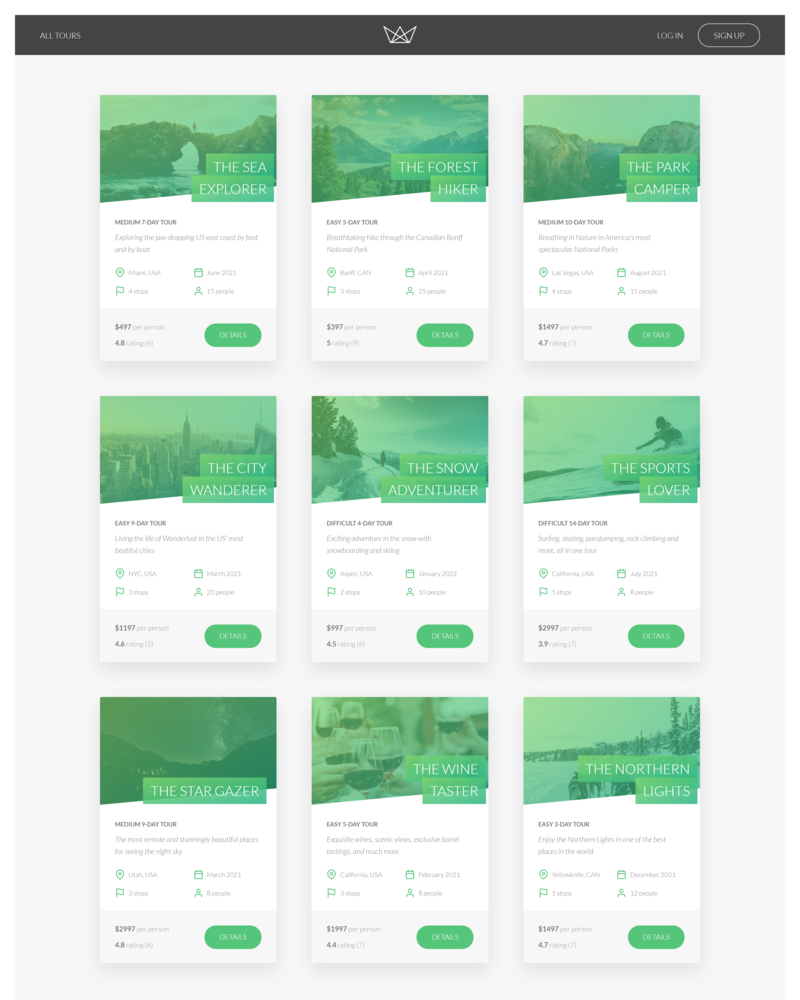 ALL TOURS
LOG IN
SIGN UP
THE SEA
EXPLORER
MEDIUM 7-DAY TOUR
Exploring the jaw-dropping US east coast by foot
and by boat
Miami, USA
June 2021
4 stops
15 people
$497 per person
4.8 rating (6)
DETAILS
THE FOREST
HIKER
EASY 5-DAY TOUR
Breathtaking hike through the Canadian Banff
National Park
Banff, CAN
April 2021
3 stops
25 people
$397 per person
5 rating (9)
DETAILS
THE PARK
CAMPER
MEDIUM 10-DAY TOUR
Breathing in Nature in America's most
spectacular National Parks
Las Vegas, USA
August 2021
4 stops
15 people
$1497 per person
4.7 rating (7)
DETAILS
THE CITY
WANDERER
EASY 9-DAY TOUR
Living the life of Wanderlust in the US' most
beatiful cities
NYC, USA
March 2021
3 stops
20 people
$1197 per person
4.6 rating (5)
DETAILS
THE SNOW
ADVENTURER
DIFFICULT 4-DAY TOUR
Exciting adventure in the snow with
snowboarding and skiing
Aspen, USA
January 2022
2 stops
10 people
$997 per person
4.5 rating (6)
DETAILS
THE SPORTS
LOVER
DIFFICULT 14-DAY TOUR
Surfing, skating, parajumping, rock climbing and
more, all in one tour
California, USA
July 2021
5 stops
8 people
$2997 per person
3.9 rating (7)
DETAILS
THE STAR GAZER
MEDIUM 9-DAY TOUR
The most remote and stunningly beautiful places
for seeing the night sky
Utah, USA
March 2021
3 stops
8 people
$2997 per person
4.8 rating (6)
DETAILS
THE WINE
TASTER
EASY 5-DAY TOUR
Exquisite wines, scenic views, exclusive barrel
tastings, and much more
California, USA
February 2021
3 stops
8 people
$1997 per person
4.4 rating (7)
DETAILS
THE NORTHERN
LIGHTS
EASY 3-DAY TOUR
Enjoy the Northern Lights in one of the best
places in the world
Yellowknife, CAN
December 2021
1 stops
12 people
$1497 per person
4.7 rating (7)
DETAILS